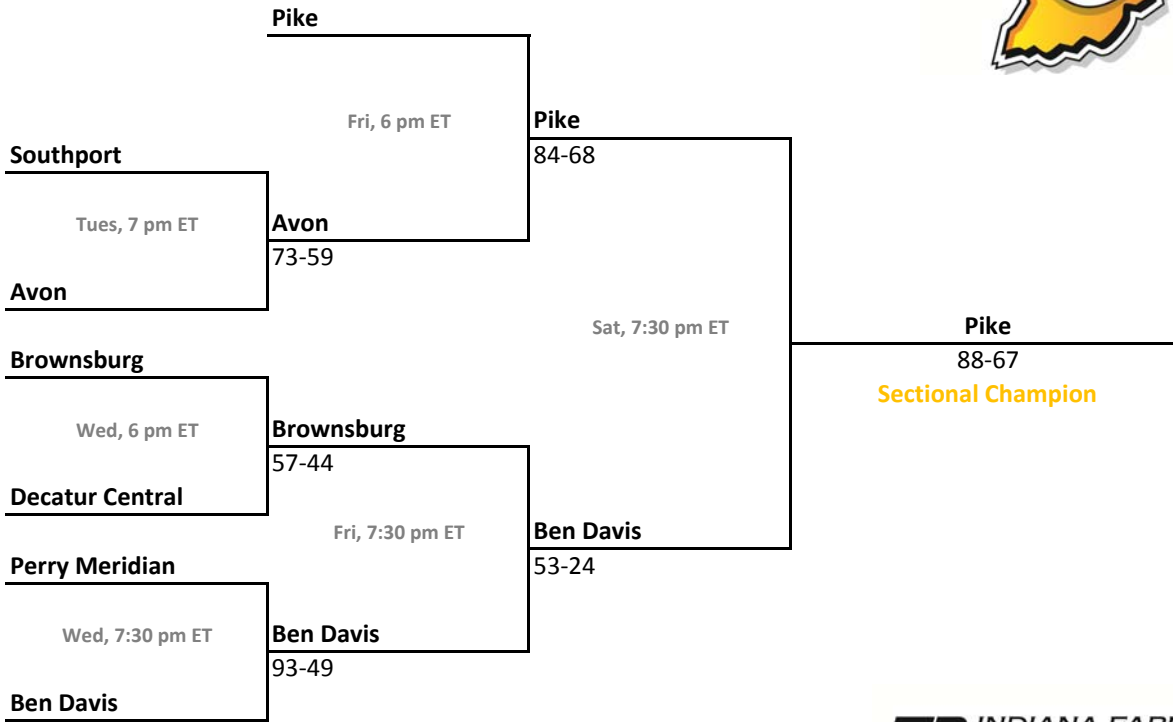 Pike
Fri, 6 pm ET
Pike
84-68
Southport
Tues, 7 pm ET
Avon
73-59
Avon
Sat, 7:30 pm ET
Pike
88-67
Sectional Champion
Brownsburg
Wed, 6 pm ET
Brownsburg
57-44
Decatur Central
Fri, 7:30 pm ET
Ben Davis
53-24
Perry Meridian
Wed, 7:30 pm ET
Ben Davis
93-49
Ben Davis
INDIANA